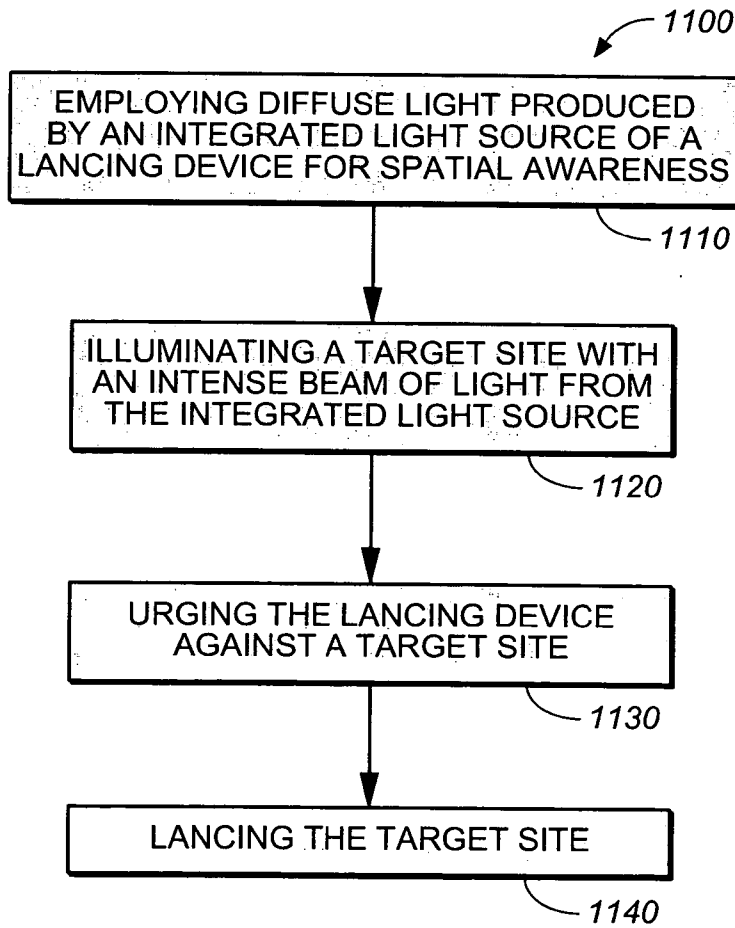 1100
EMPLOYING DIFFUSE LIGHT PRODUCED
BY AN INTEGRATED LIGHT SOURCE OF A
LANCING DEVICE FOR SPATIAL AWARENESS
1110
ILLUMINATING A TARGET SITE WITH
AN INTENSE BEAM OF LIGHT FROM
THE INTEGRATED LIGHT SOURCE
1120
URGING THE LANCING DEVICE
AGAINST A TARGET SITE
1130
LANCING THE TARGET SITE
1140